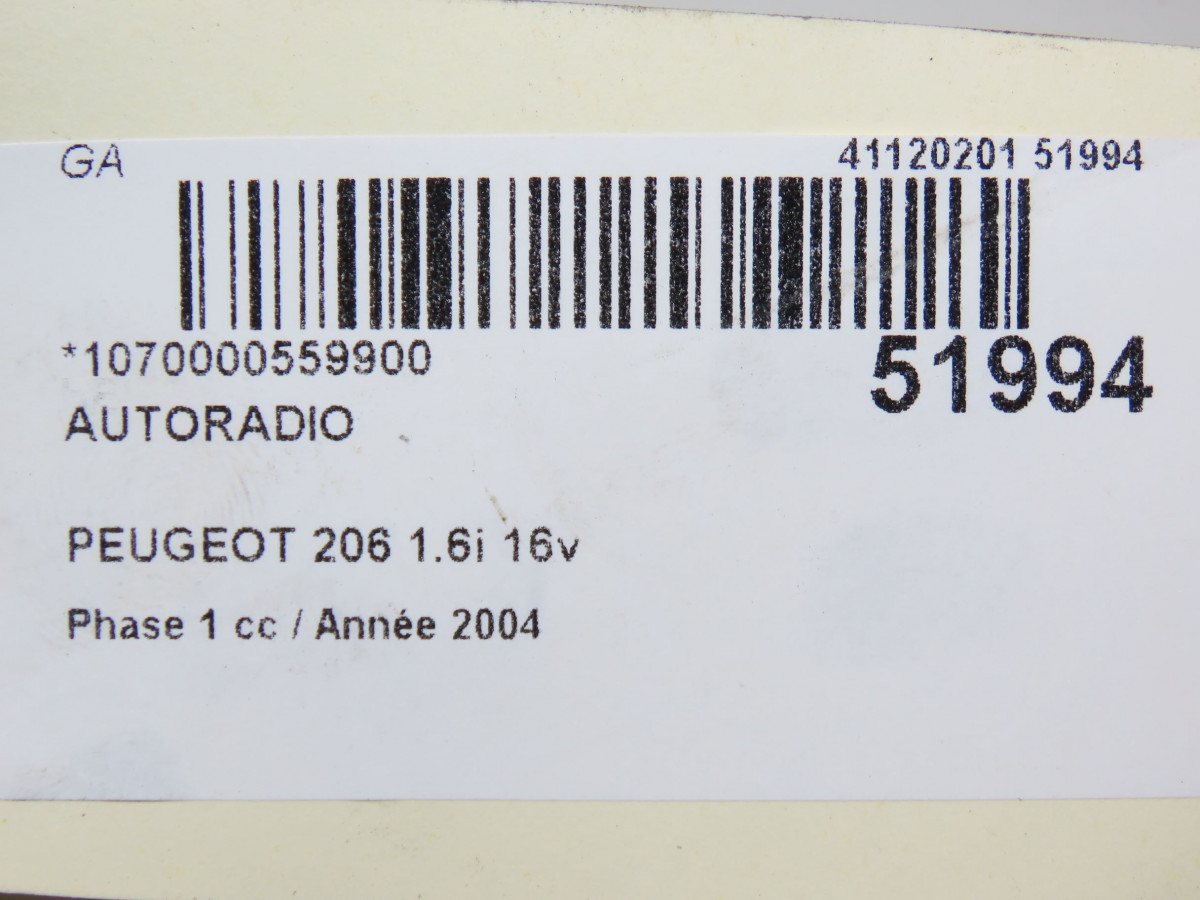 GA 41120201 51994
*1070000559900 51994
AUTORADIO
PEUGEOT 206 1.6i 16v
Phase 1 cc / Année 2004